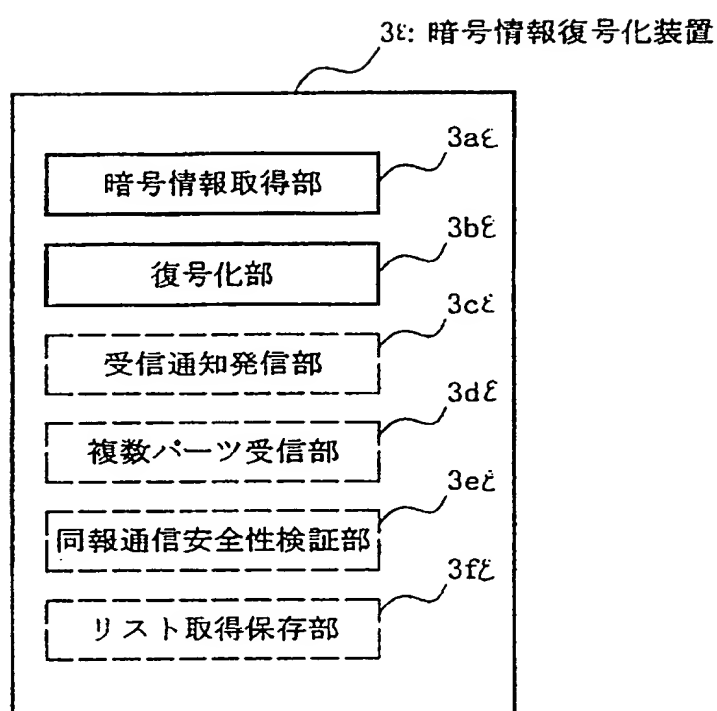 3ε: 暗号情報復号化装置
3aε
暗号情報取得部
3bε
復号化部
3cε
受信通知発信部
3dε
複数パーツ受信部
3eε
同報通信安全性検証部
3fε
リスト取得保存部